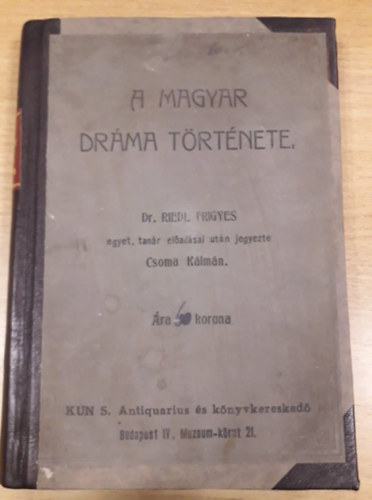 A MAGYAR
DRÁMA TÖRTÉNETE.
Dr. RIEDL FRIGYES
egyet. tanár előadásai után jegyezte
Csoma Kálmán.
Ára korona
KUN S. Antiquarius és könyvkereskedő
Budapest IV. Muzeum-körut 21.